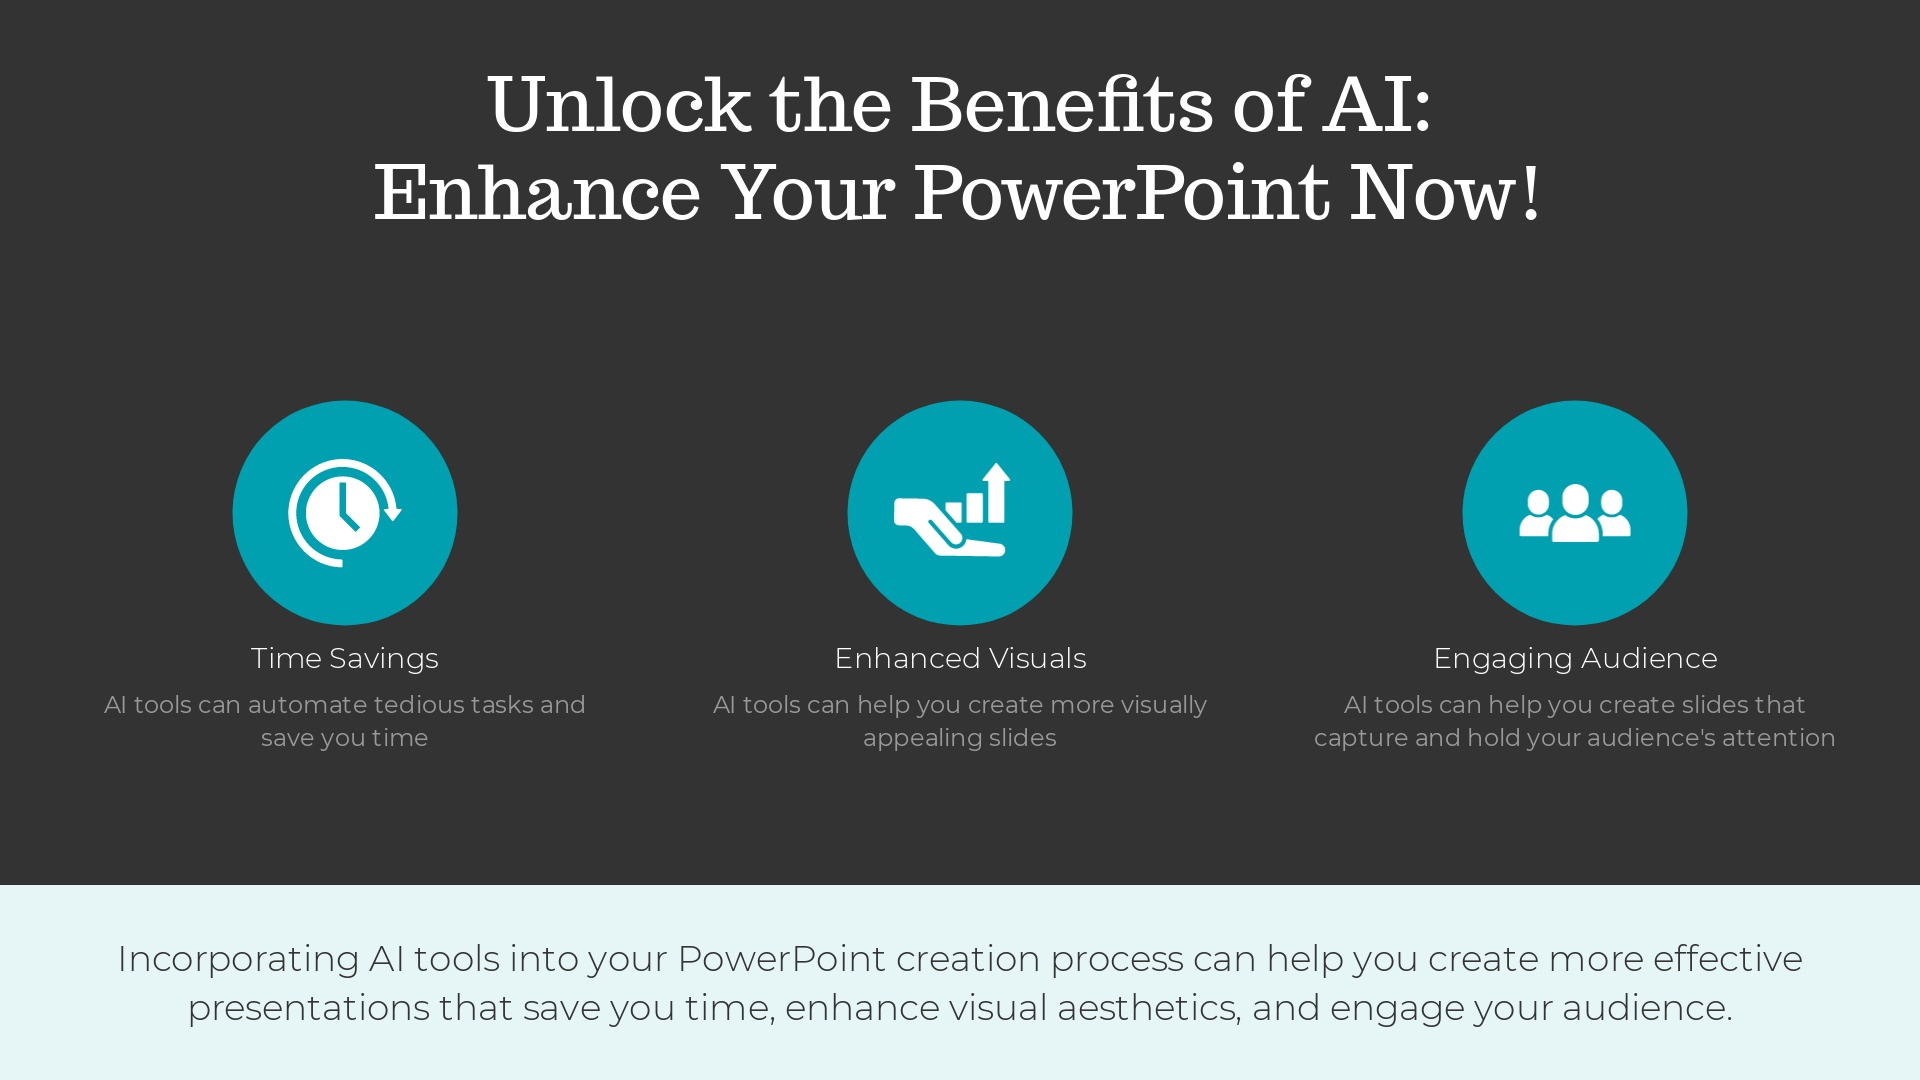 Unlock the Benefits of AI:
Enhance Your PowerPoint Now!
Time Savings
AI tools can automate tedious tasks and
save you time
Enhanced Visuals
AI tools can help you create more visually
appealing slides
Engaging Audience
AI tools can help you create slides that
capture and hold your audience's attention
Incorporating AI tools into your PowerPoint creation process can help you create more effective
presentations that save you time, enhance visual aesthetics, and engage your audience.